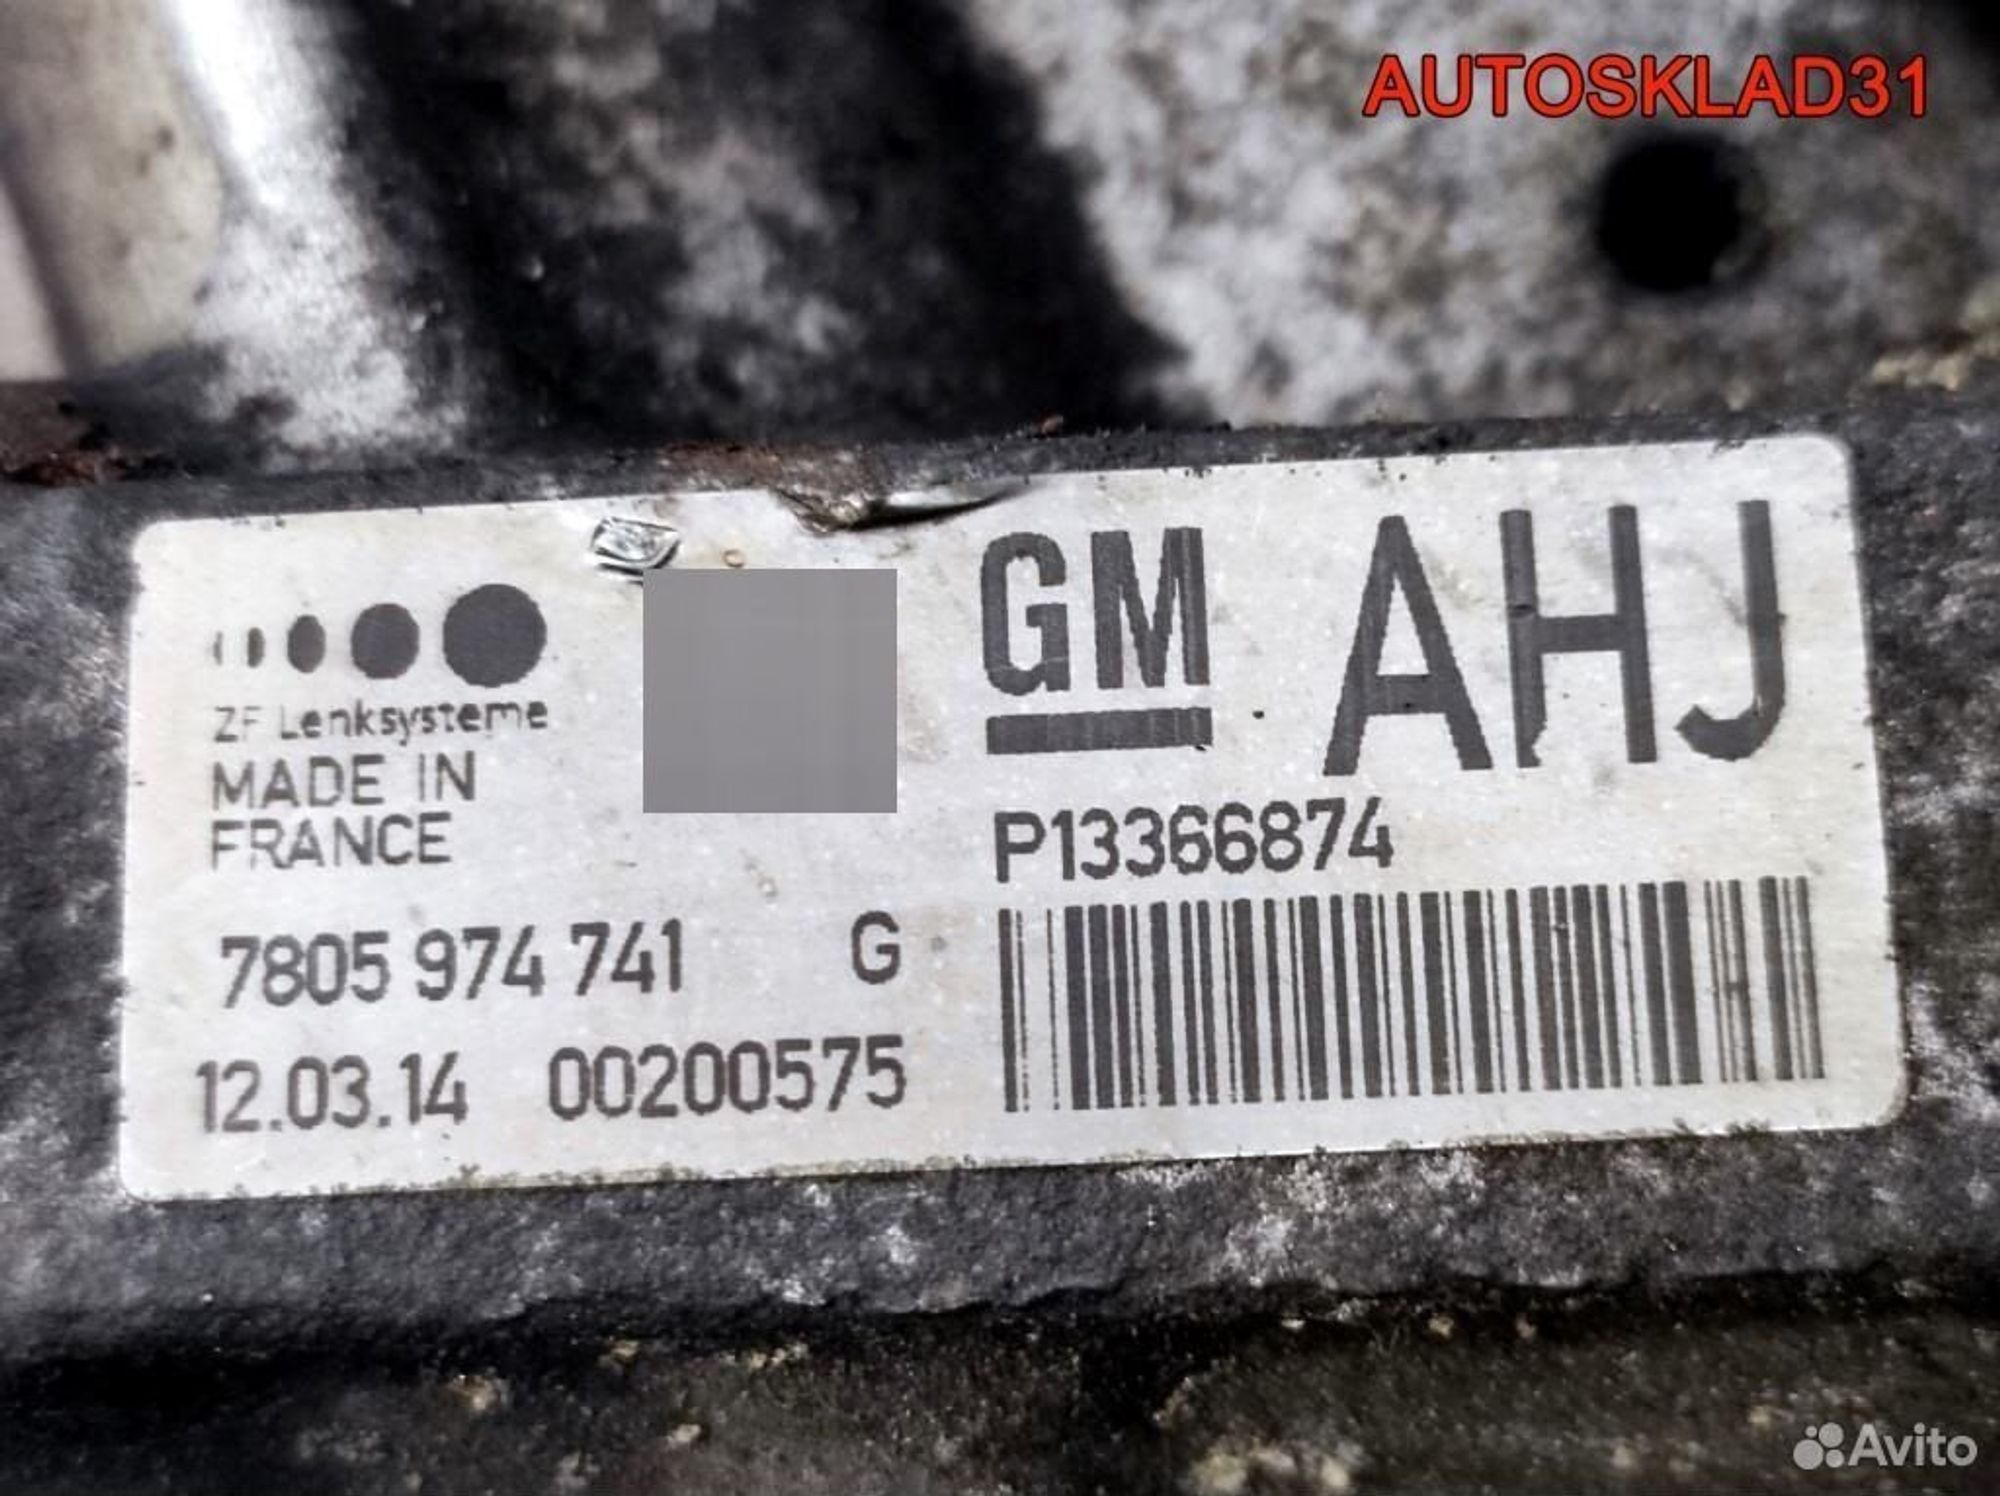 AUTOSKLAD31
GM AHJ
ZF Lenksysteme
MADE IN
FRANCE
P13366874
7805 974 741 G
12.03.14 00200575
Avito